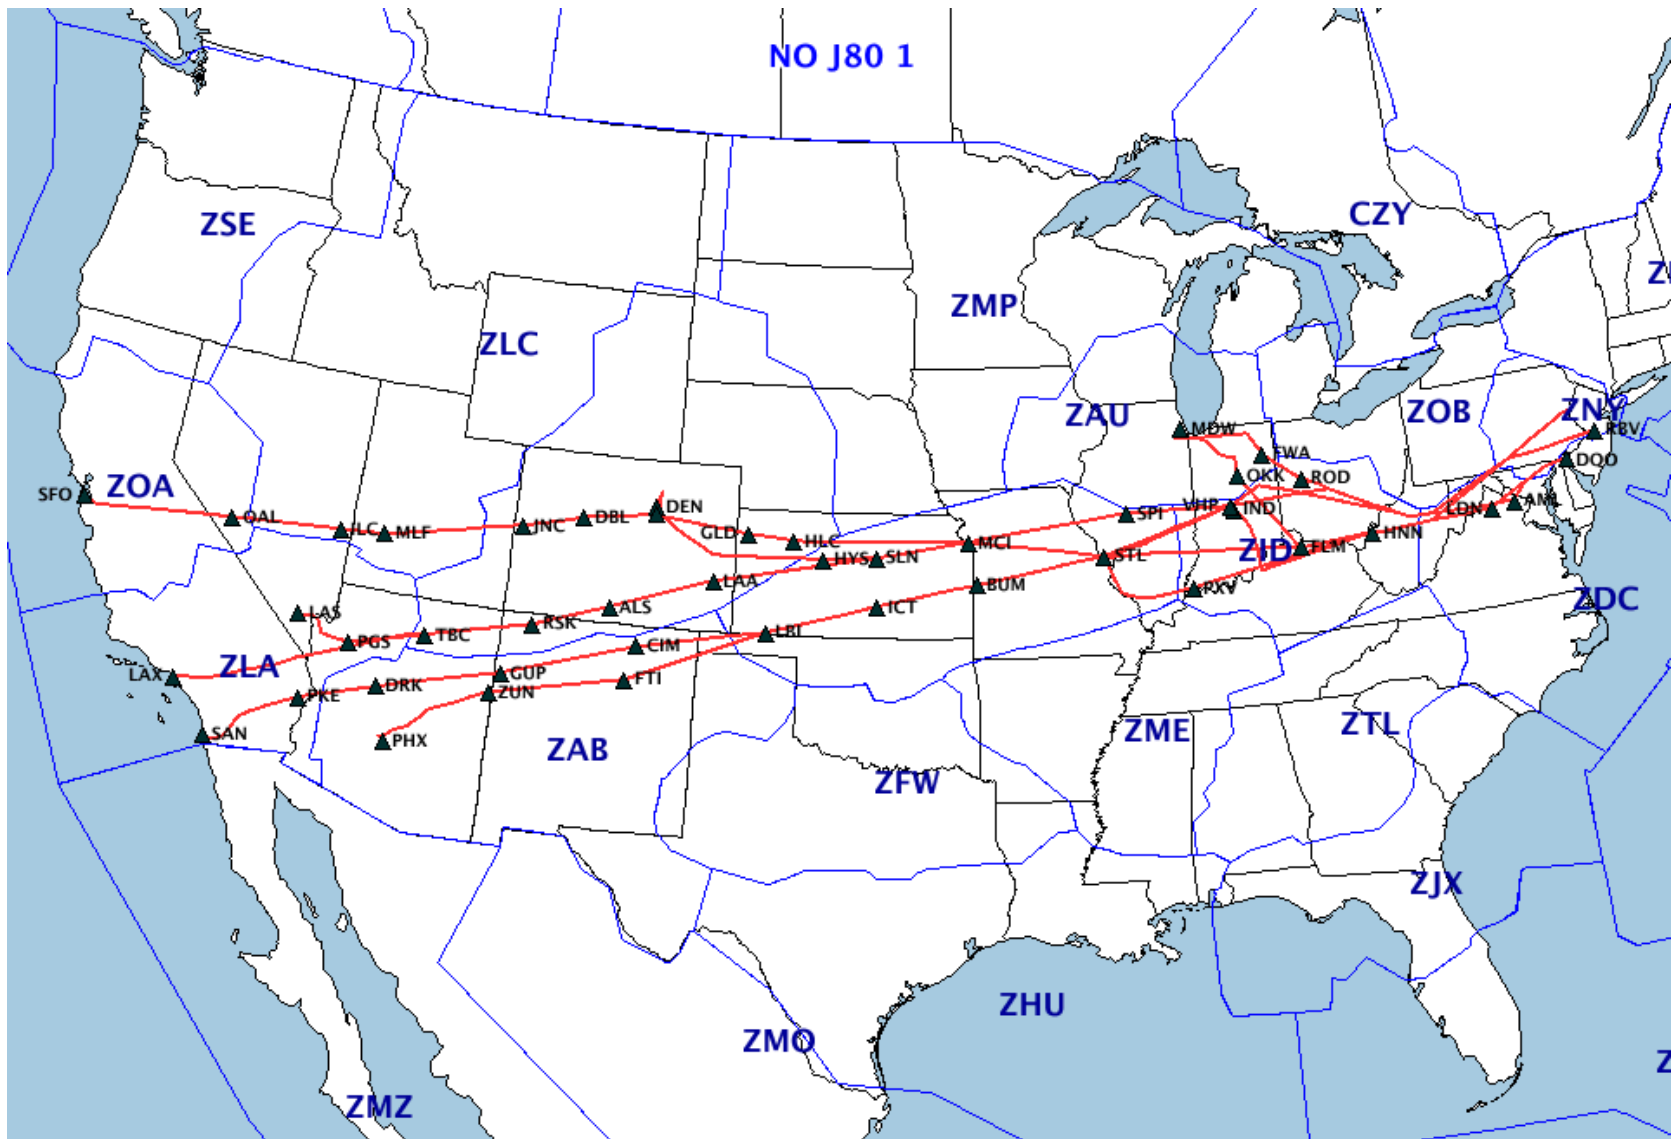 NO J80 1
CZY
ZSE
ZMP
ZLC
ZAU
ZOB
ZNY
RBV
MDW
FWA
DQO
OKK
ROD
SFO
ZOA
OAL
ILC
MLF
JNC
DBL
DEN
GLD
HLC
HYS
SLN
MCI
SPI
VHP
IND
LDN
AML
HNN
ZID
FLM
STL
LAA
BUM
PXV
ICT
ALS
RSK
LBL
LAS
PGS
TBC
CIM
ZDC
LAX
ZLA
GUP
FTI
PKE
DRK
ZUN
SAN
PHX
ZAB
ZME
ZTL
ZFW
ZJX
ZHU
ZMO
ZMZ